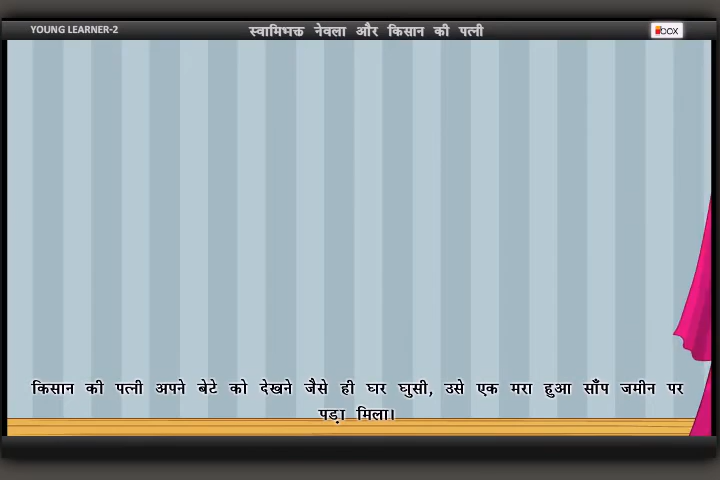 YOUNG LEARNER-2
स्वामिभक्त नेवला और किसान की पत्नी
box
किसान की पत्नी अपने बेटे को देखने जैसे ही घर घुसी, उसे एक मरा हुआ साँप जमीन पर
पड़ा मिला।